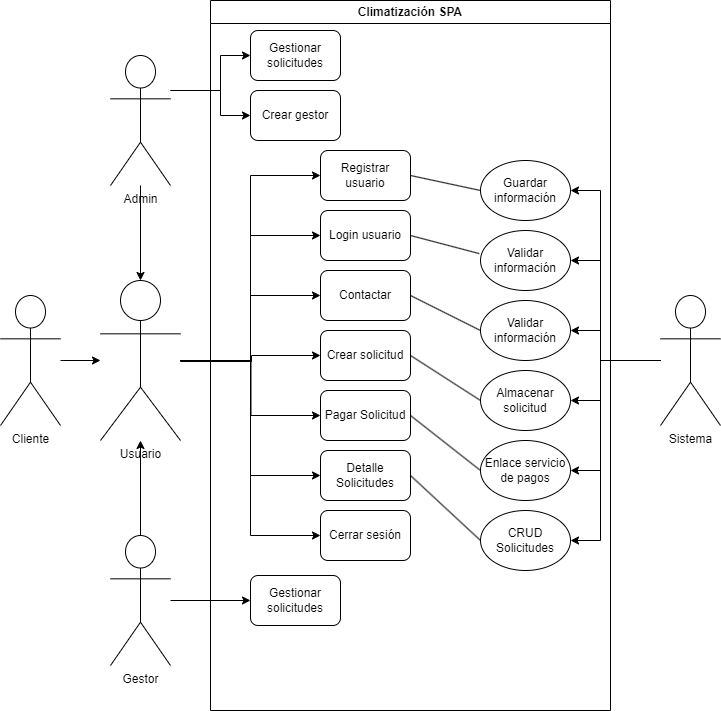 Climatización SPA
Gestionar
solicitudes
Crear gestor
Admin
Registrar
usuario
Guardar
información
Login usuario
Validar
información
Contactar
Validar
información
Crear solicitud
Almacenar
solicitud
Cliente
Usuario
Sistema
Pagar Solicitud
Enlace servicio
de pagos
Detalle
Solicitudes
Cerrar sesión
CRUD
Solicitudes
Gestionar
solicitudes
Gestor